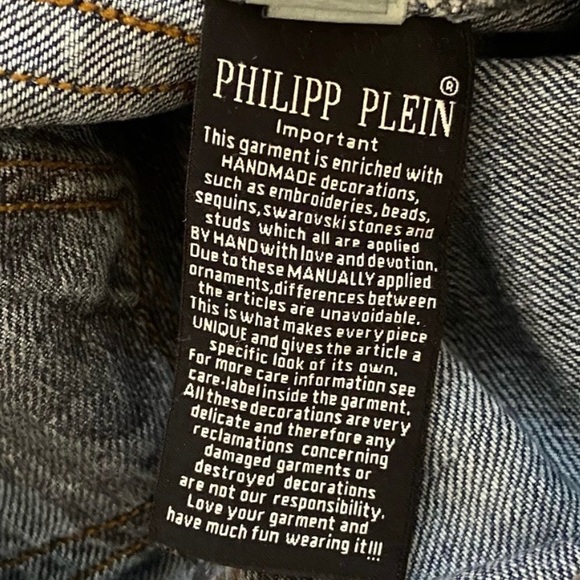 PHILIPP PLEIN®
Important
This garment is enriched with
HANDMADE decorations,
such as embroideries, beads,
sequins, swarovski stones and
studs which all are applied
BY HAND with love and devotion.
Due to these MANUALLY applied
ornaments, differences between
the articles are unavoidable.
This is what makes every piece
UNIQUE and gives the article a
specific look of its own.
For more care information see
care-label inside the garment.
All these decorations are very
delicate and therefore any
reclamations concerning
damaged garments or
destroyed decorations
are not our responsibility.
Love your garment and
have much fun wearing it!!!